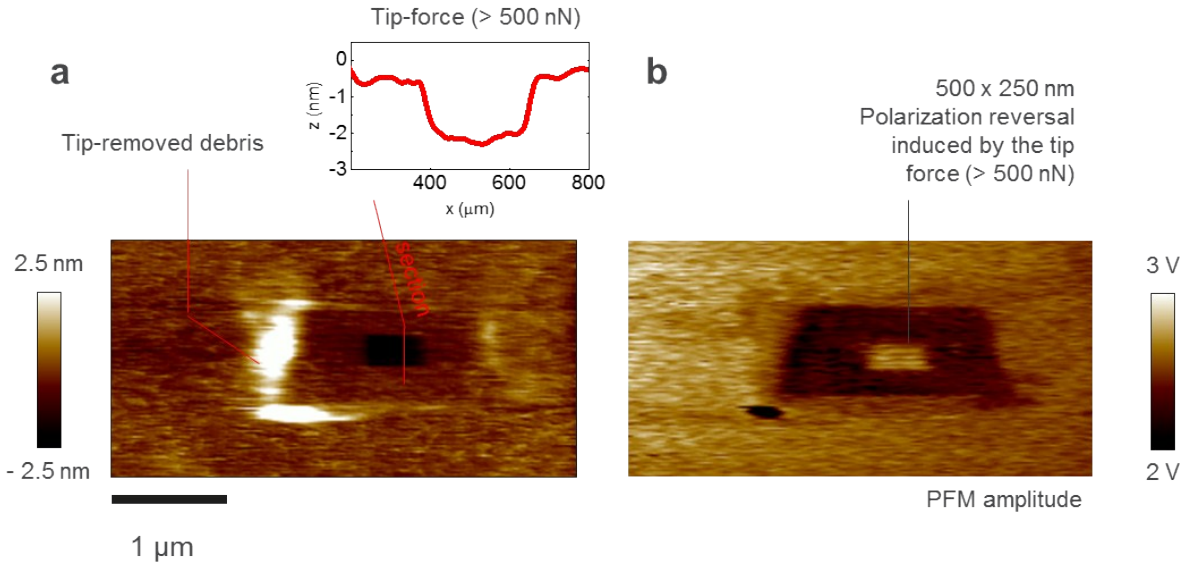 Tip-force (> 500 nN)
a
b
0
-1
-2
-3
z (nm)
400
600
800
x (μm)
Tip-removed debris
500 x 250 nm
Polarization reversal
induced by the tip
force (> 500 nN)
section
2.5 nm
- 2.5 nm
3 V
2 V
PFM amplitude
1 μm